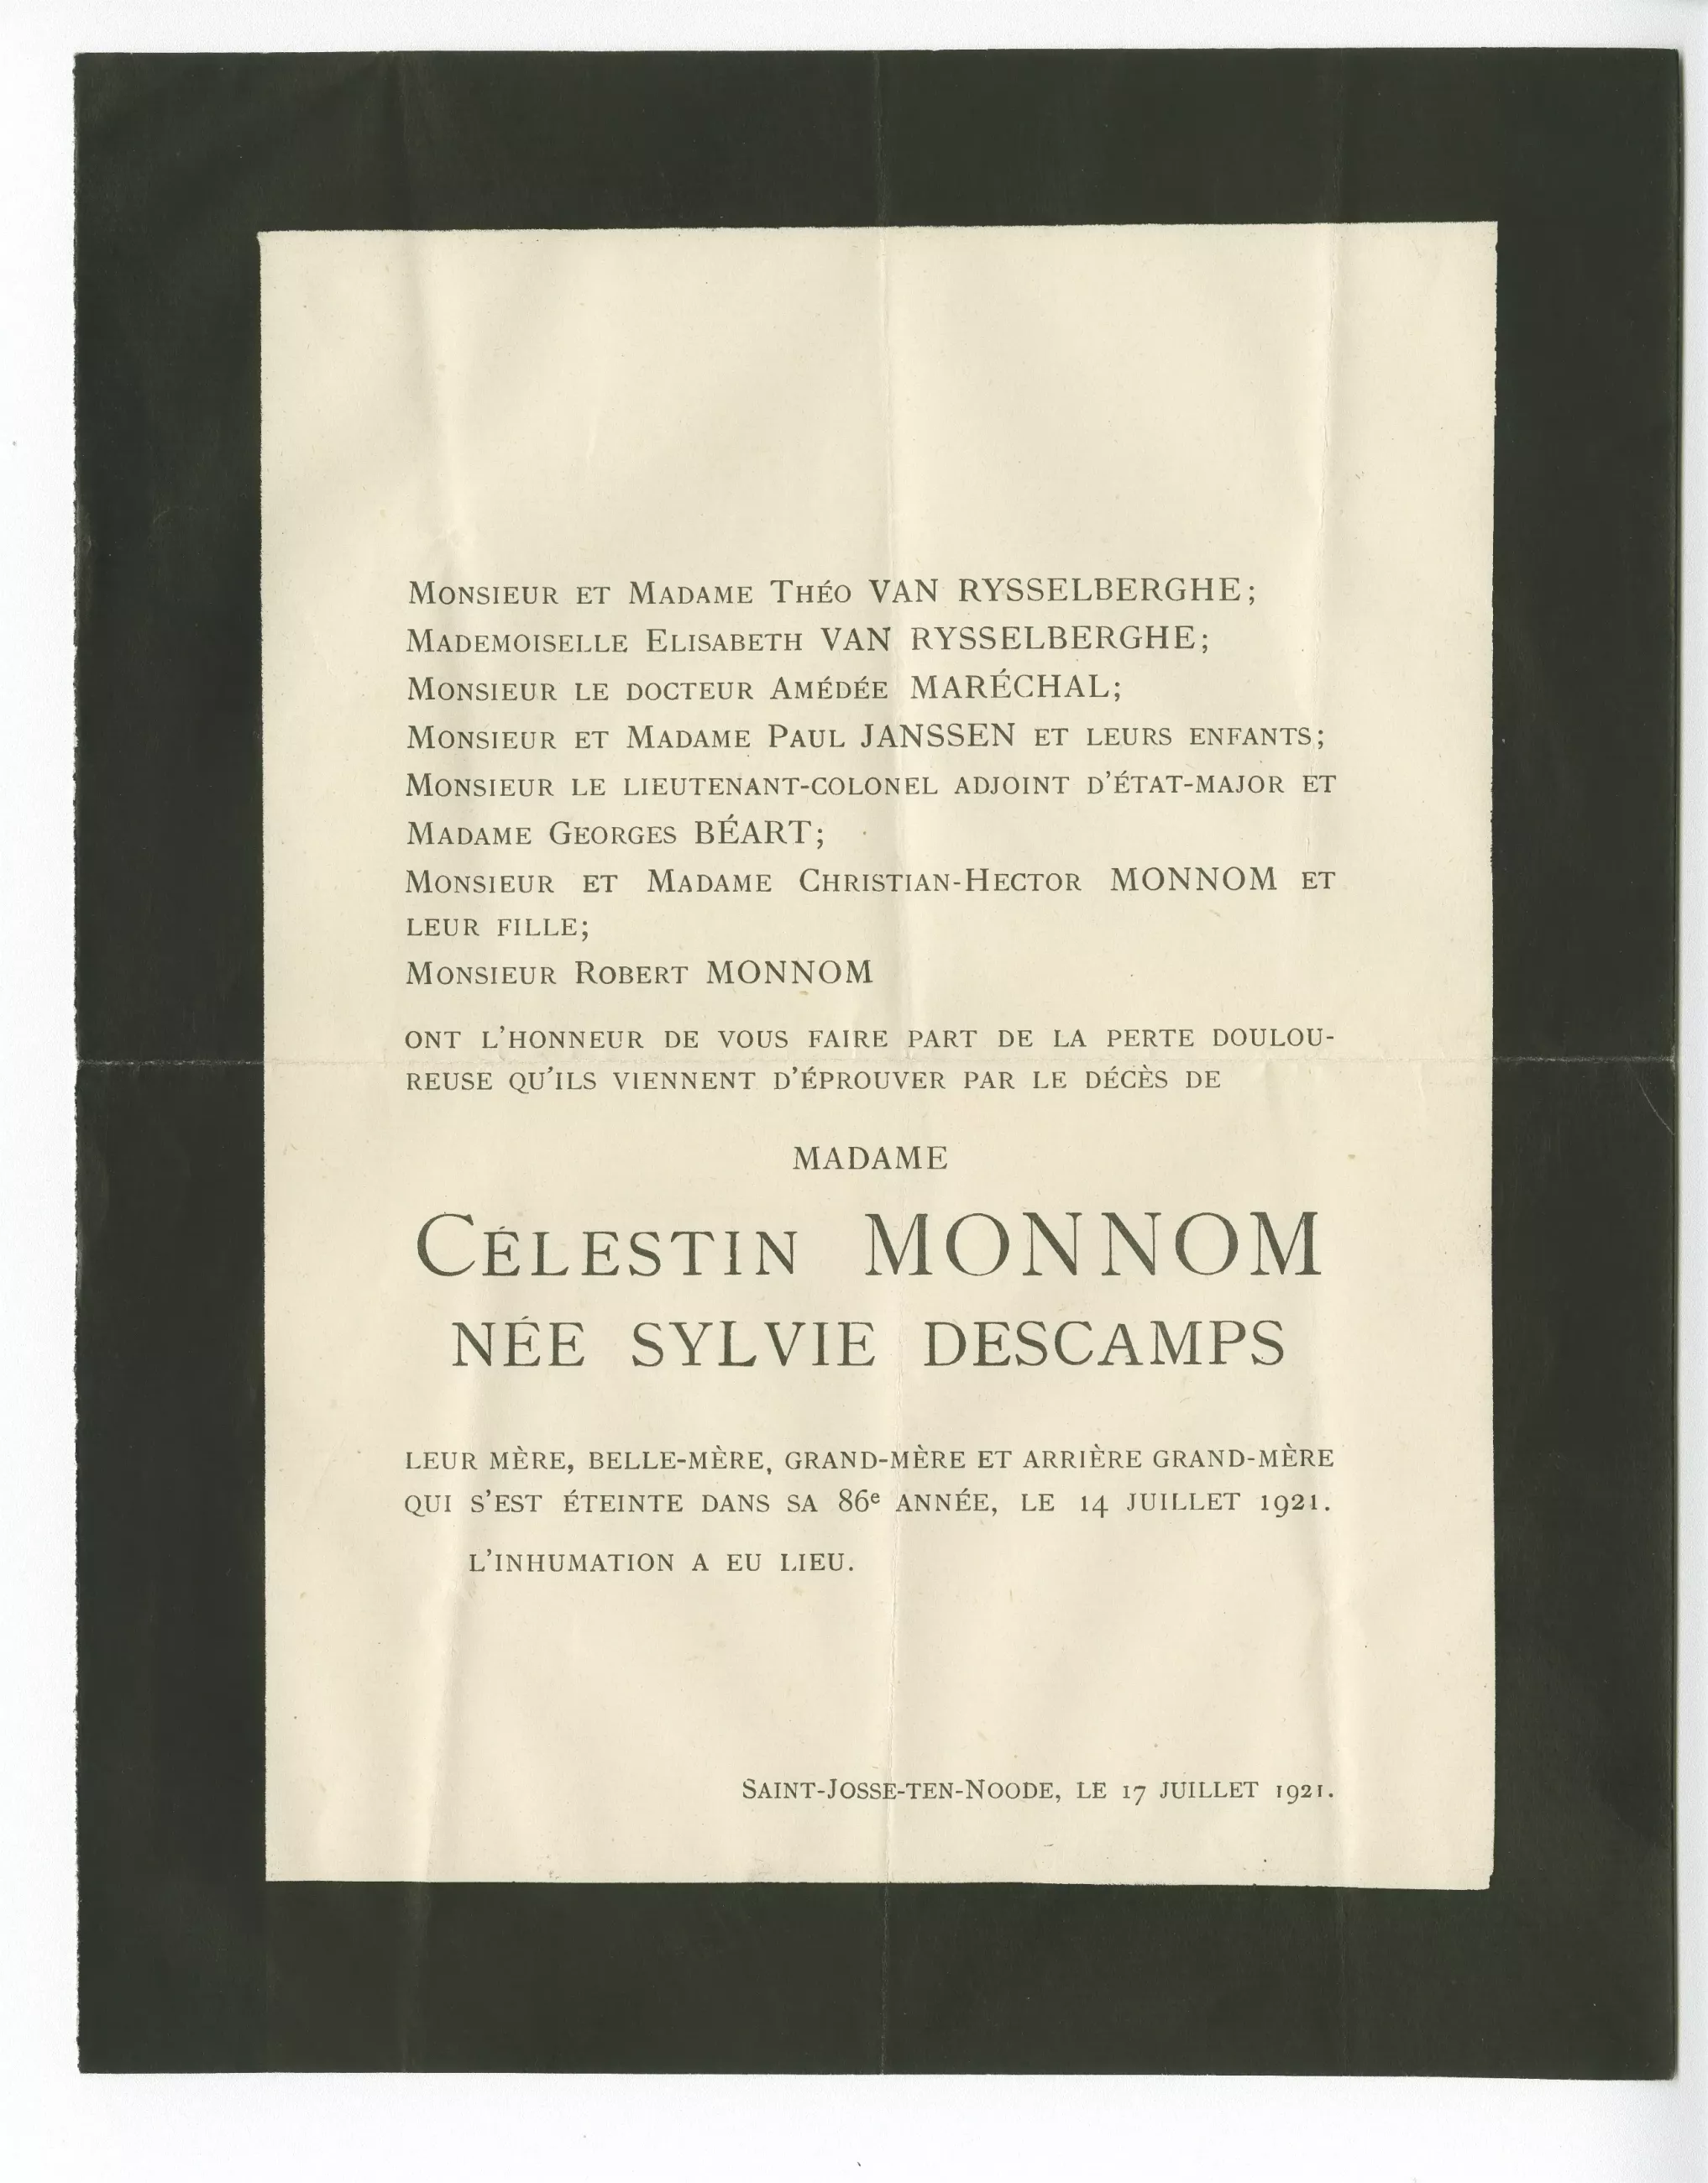 Monsieur et Madame Théo VAN RYSSELBERGHE;
Mademoiselle Elisabeth VAN RYSSELBERGHE;
Monsieur le docteur Amédée MARÉCHAL;
Monsieur et Madame Paul JANSSEN et leurs enfants;
Monsieur le lieutenant-colonel adjoint d'état-major et
Madame Georges BÉART;
Monsieur et Madame Christian-Hector MONNOM et
leur fille;
Monsieur Robert MONNOM
ont l'honneur de vous faire part de la perte doulou-
reuse qu'ils viennent d'éprouver par le décès de
MADAME
Célestin MONNOM
NÉE SYLVIE DESCAMPS
leur mère, belle-mère, grand-mère et arrière grand-mère
qui s'est éteinte dans sa 86e année, le 14 juillet 1921.
l'inhumation a eu lieu.
Saint-Josse-ten-Noode, le 17 juillet 1921.